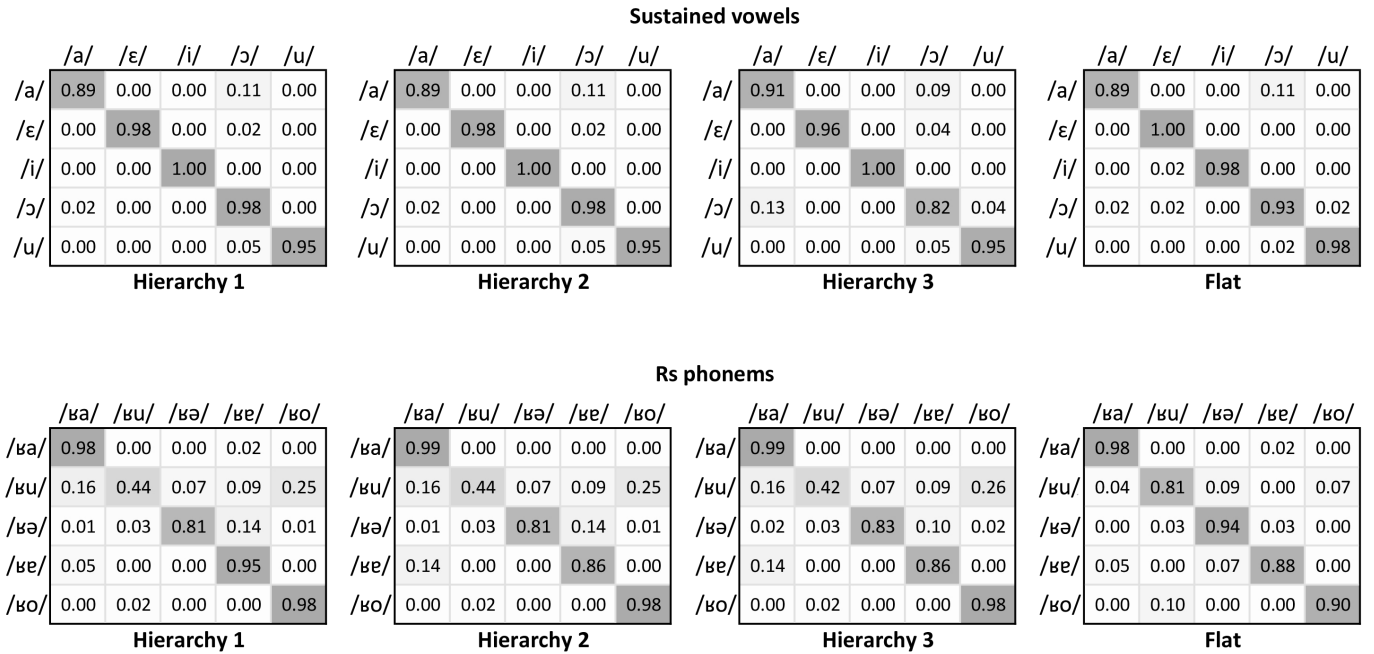 Sustained vowels
/a/ /ɛ/ /i/ /ɔ/ /u/ /a/ /ɛ/ /i/ /ɔ/ /u/ /a/ /ɛ/ /i/ /ɔ/ /u/ /a/ /ɛ/ /i/ /ɔ/ /u/
/a/ 0.89 0.00 0.00 0.11 0.00 /a/ 0.89 0.00 0.00 0.11 0.00 /a/ 0.91 0.00 0.00 0.09 0.00 /a/ 0.89 0.00 0.00 0.11 0.00
/ɛ/ 0.00 0.98 0.00 0.02 0.00 /ɛ/ 0.00 0.98 0.00 0.02 0.00 /ɛ/ 0.00 0.96 0.00 0.04 0.00 /ɛ/ 0.00 1.00 0.00 0.00 0.00
/i/ 0.00 0.00 1.00 0.00 0.00 /i/ 0.00 0.00 1.00 0.00 0.00 /i/ 0.00 0.00 1.00 0.00 0.00 /i/ 0.00 0.02 0.98 0.00 0.00
/ɔ/ 0.02 0.00 0.00 0.98 0.00 /ɔ/ 0.02 0.00 0.00 0.98 0.00 /ɔ/ 0.13 0.00 0.00 0.82 0.04 /ɔ/ 0.02 0.02 0.00 0.93 0.02
/u/ 0.00 0.00 0.00 0.05 0.95 /u/ 0.00 0.00 0.00 0.05 0.95 /u/ 0.00 0.00 0.00 0.05 0.95 /u/ 0.00 0.00 0.00 0.02 0.98
Hierarchy 1 Hierarchy 2 Hierarchy 3 Flat
Rs phonems
/ʁa/ /ʁu/ /ʁə/ /ʁɐ/ /ʁo/ /ʁa/ /ʁu/ /ʁə/ /ʁɐ/ /ʁo/ /ʁa/ /ʁu/ /ʁə/ /ʁɐ/ /ʁo/ /ʁa/ /ʁu/ /ʁə/ /ʁɐ/ /ʁo/
/ʁa/ 0.98 0.00 0.00 0.02 0.00 /ʁa/ 0.99 0.00 0.00 0.00 0.00 /ʁa/ 0.99 0.00 0.00 0.00 0.00 /ʁa/ 0.98 0.00 0.00 0.02 0.00
/ʁu/ 0.16 0.44 0.07 0.09 0.25 /ʁu/ 0.16 0.44 0.07 0.09 0.25 /ʁu/ 0.16 0.42 0.07 0.09 0.26 /ʁu/ 0.04 0.81 0.09 0.00 0.07
/ʁə/ 0.01 0.03 0.81 0.14 0.01 /ʁə/ 0.01 0.03 0.81 0.14 0.01 /ʁə/ 0.02 0.03 0.83 0.10 0.02 /ʁə/ 0.00 0.03 0.94 0.03 0.00
/ʁɐ/ 0.05 0.00 0.00 0.95 0.00 /ʁɐ/ 0.14 0.00 0.00 0.86 0.00 /ʁɐ/ 0.14 0.00 0.00 0.86 0.00 /ʁɐ/ 0.05 0.00 0.07 0.88 0.00
/ʁo/ 0.00 0.02 0.00 0.00 0.98 /ʁo/ 0.00 0.02 0.00 0.00 0.98 /ʁo/ 0.00 0.02 0.00 0.00 0.98 /ʁo/ 0.00 0.10 0.00 0.00 0.90
Hierarchy 1 Hierarchy 2 Hierarchy 3 Flat